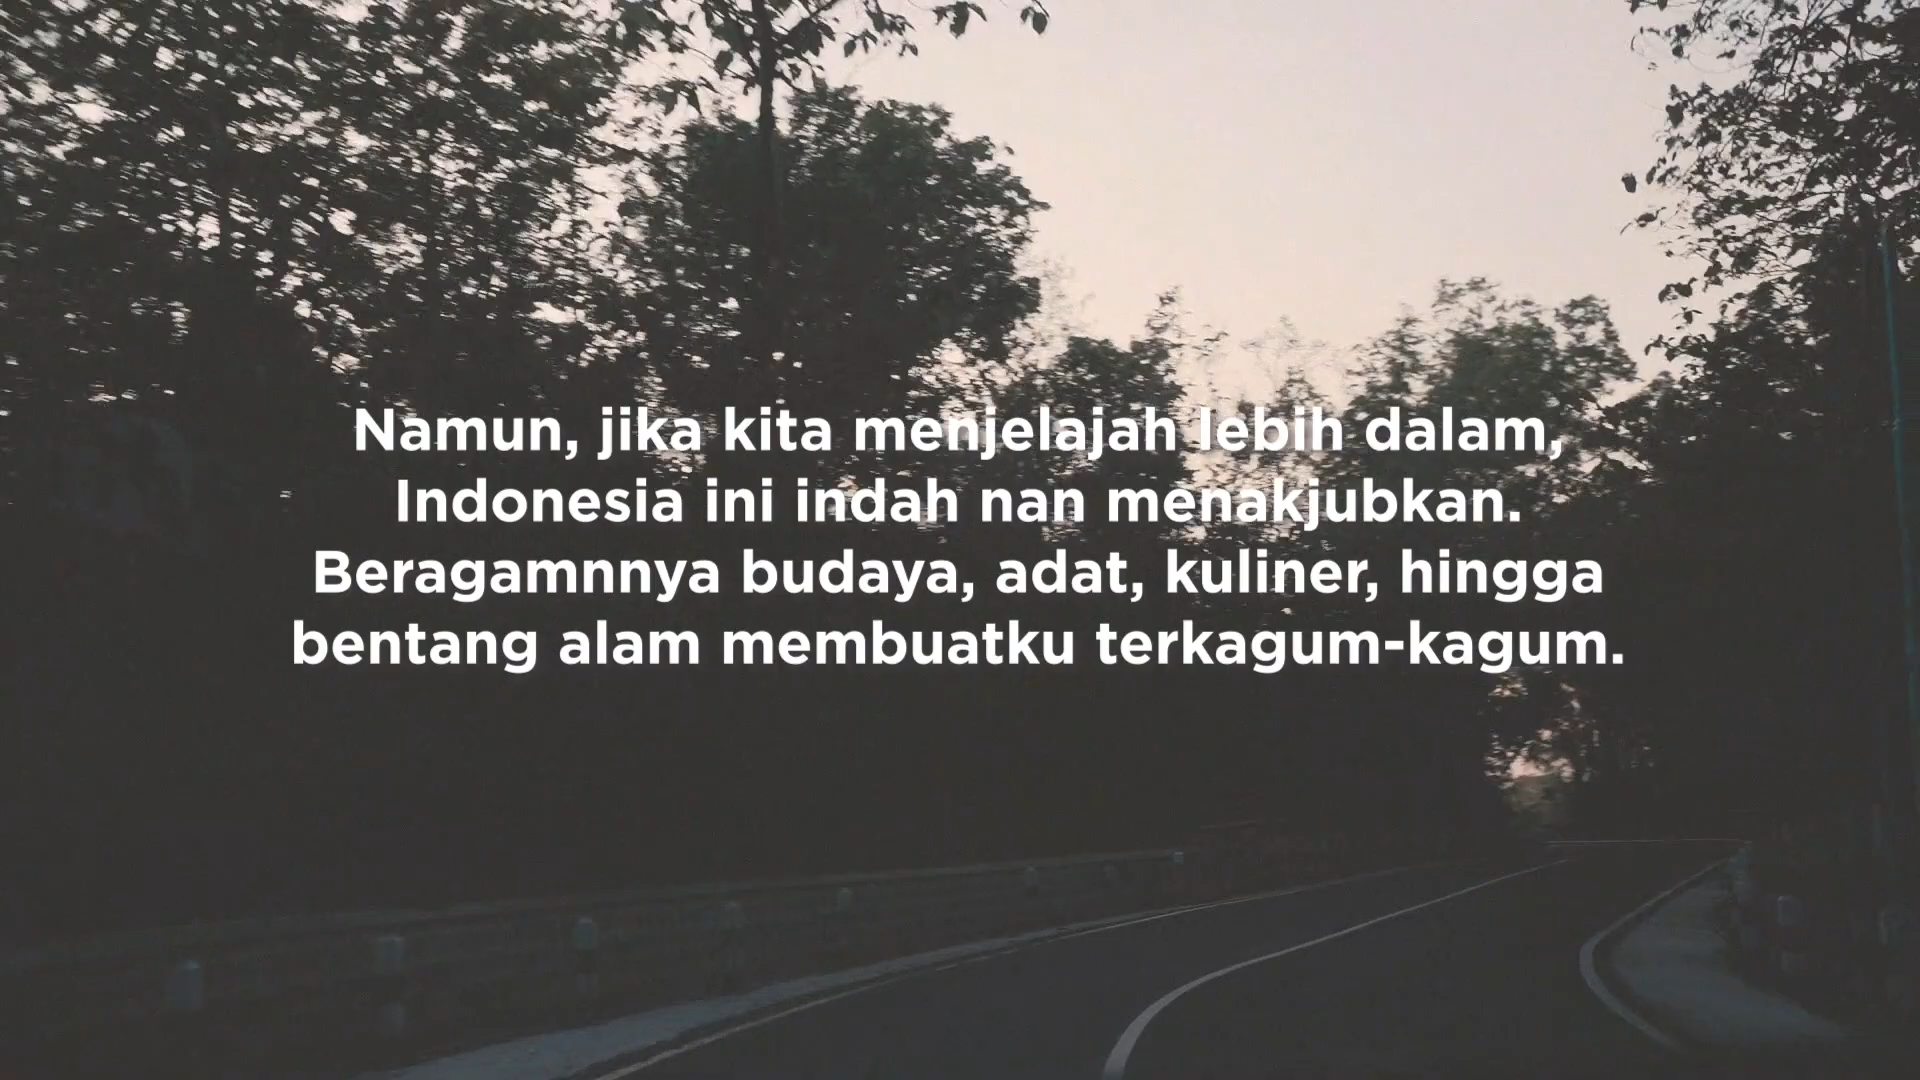 Namun, jika kita menjelajah lebih dalam,
Indonesia ini indah nan menakjubkan.
Beragamnnya budaya, adat, kuliner, hingga
bentang alam membuatku terkagum-kagum.